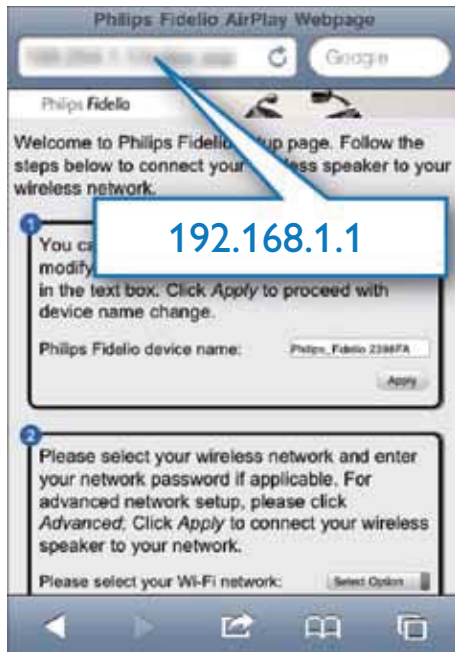 Philips Fidelio AirPlay Webpage
Google
Philips Fidelio
Welcome to Philips Fidelio setup page. Follow the
steps below to connect your wireless speaker to your
wireless network.
192.168.1.1
1
You ca
modify
in the text box. Click Apply to proceed with
device name change.
Philips Fidelio device name:
Philips_Fidelio
Apply
2
Please select your wireless network and enter
your network password if applicable. For
advanced network setup, please click
Advanced; Click Apply to connect your wireless
speaker to your network.
Please select your Wi-Fi network:
Select Option